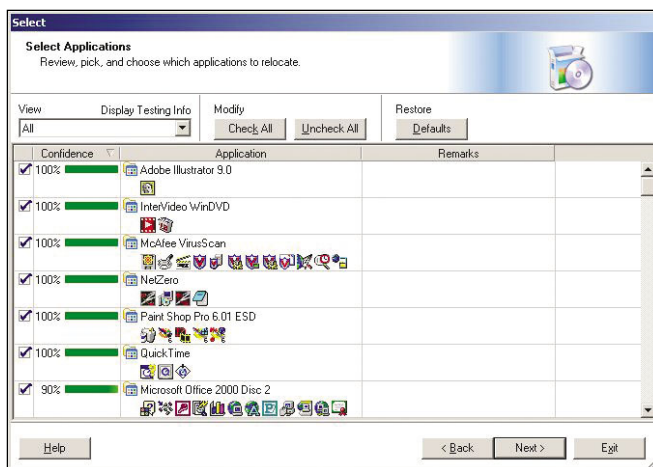 Select
Select Applications
Review, pick, and choose which applications to relocate.
View Display Testing Info Modify Restore
All Check All Uncheck All Defaults
Confidence Application Remarks
100% Adobe Illustrator 9.0
100% InterVideo WinDVD
100% McAfee VirusScan
100% NetZero
100% Paint Shop Pro 6.01 ESD
100% QuickTime
90% Microsoft Office 2000 Disc 2
Help < Back Next > Exit